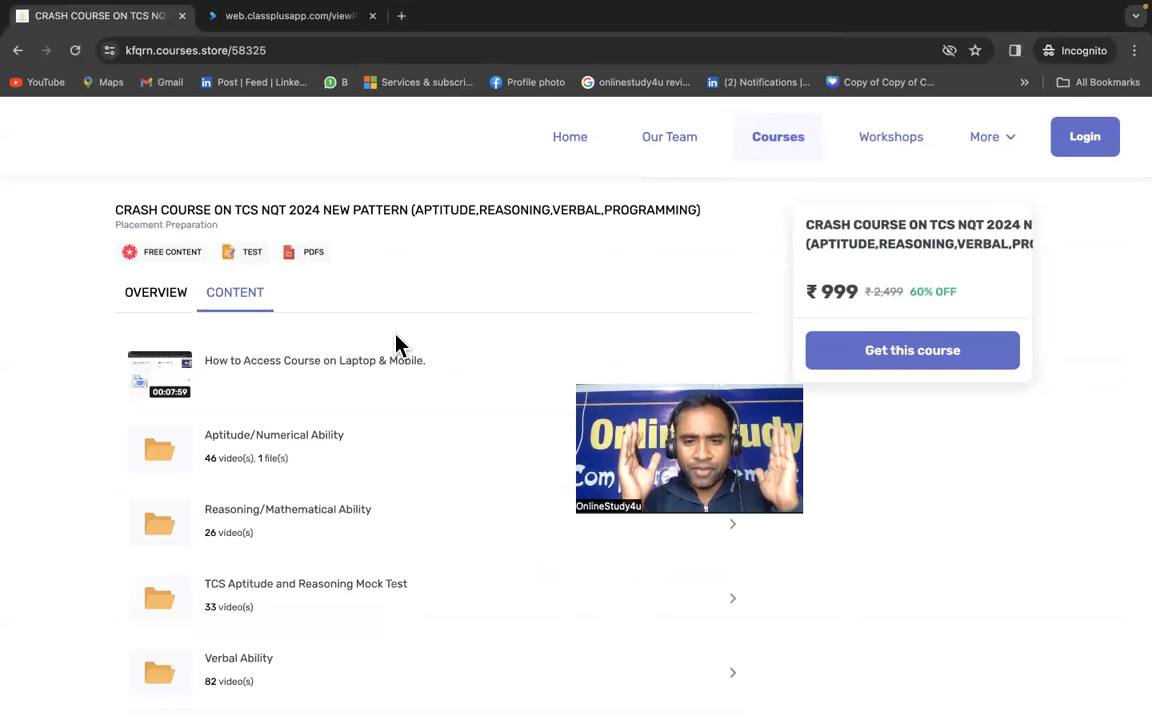 CRASH COURSE ON TCS NQ
web.classplusapp.com/viewF
kfqrn.courses.store/58325
Incognito
YouTube
Maps
Gmail
Post | Feed | Linke...
B
Services & subscri...
Profile photo
onlinestudy4u revi...
(2) Notifications |...
Copy of Copy of C...
All Bookmarks
Home
Our Team
Courses
Workshops
More
Login
CRASH COURSE ON TCS NQT 2024 NEW PATTERN (APTITUDE,REASONING,VERBAL,PROGRAMMING)
Placement Preparation
FREE CONTENT
TEST
PDFS
OVERVIEW
CONTENT
CRASH COURSE ON TCS NQT 2024 N
(APTITUDE,REASONING,VERBAL,PR
₹ 999 ₹ 2,499 60% OFF
Get this course
How to Access Course on Laptop & Mobile.
00:07:59
Aptitude/Numerical Ability
46 video(s), 1 file(s)
Reasoning/Mathematical Ability
26 video(s)
TCS Aptitude and Reasoning Mock Test
33 video(s)
Verbal Ability
82 video(s)
OnlineStudy4u